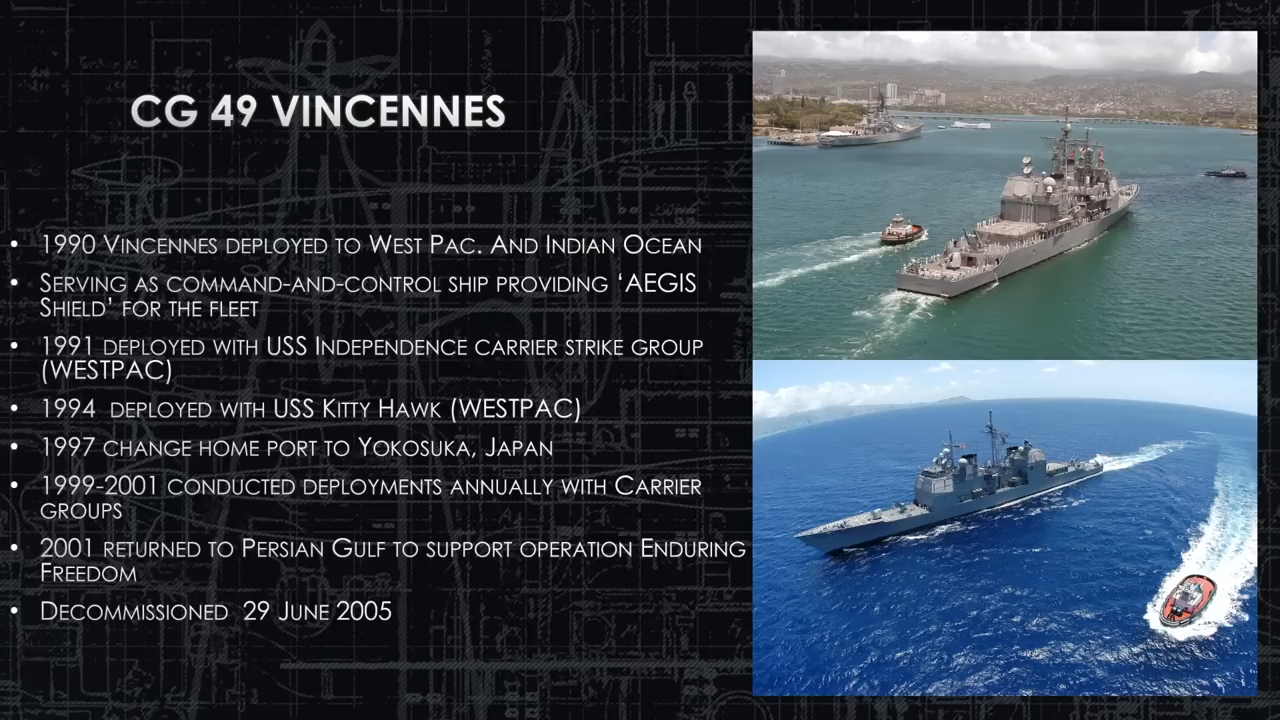 CG 49 VINCENNES
• 1990 Vincennes deployed to West Pac. And Indian Ocean
• Serving as command-and-control ship providing ‘AEGIS
Shield’ for the fleet
• 1991 deployed with USS Independence carrier strike group
(WESTPAC)
• 1994 deployed with USS Kitty Hawk (WESTPAC)
• 1997 change home port to Yokosuka, Japan
• 1999-2001 conducted deployments annually with Carrier
groups
• 2001 returned to Persian Gulf to support operation Enduring
Freedom
• Decommissioned 29 June 2005